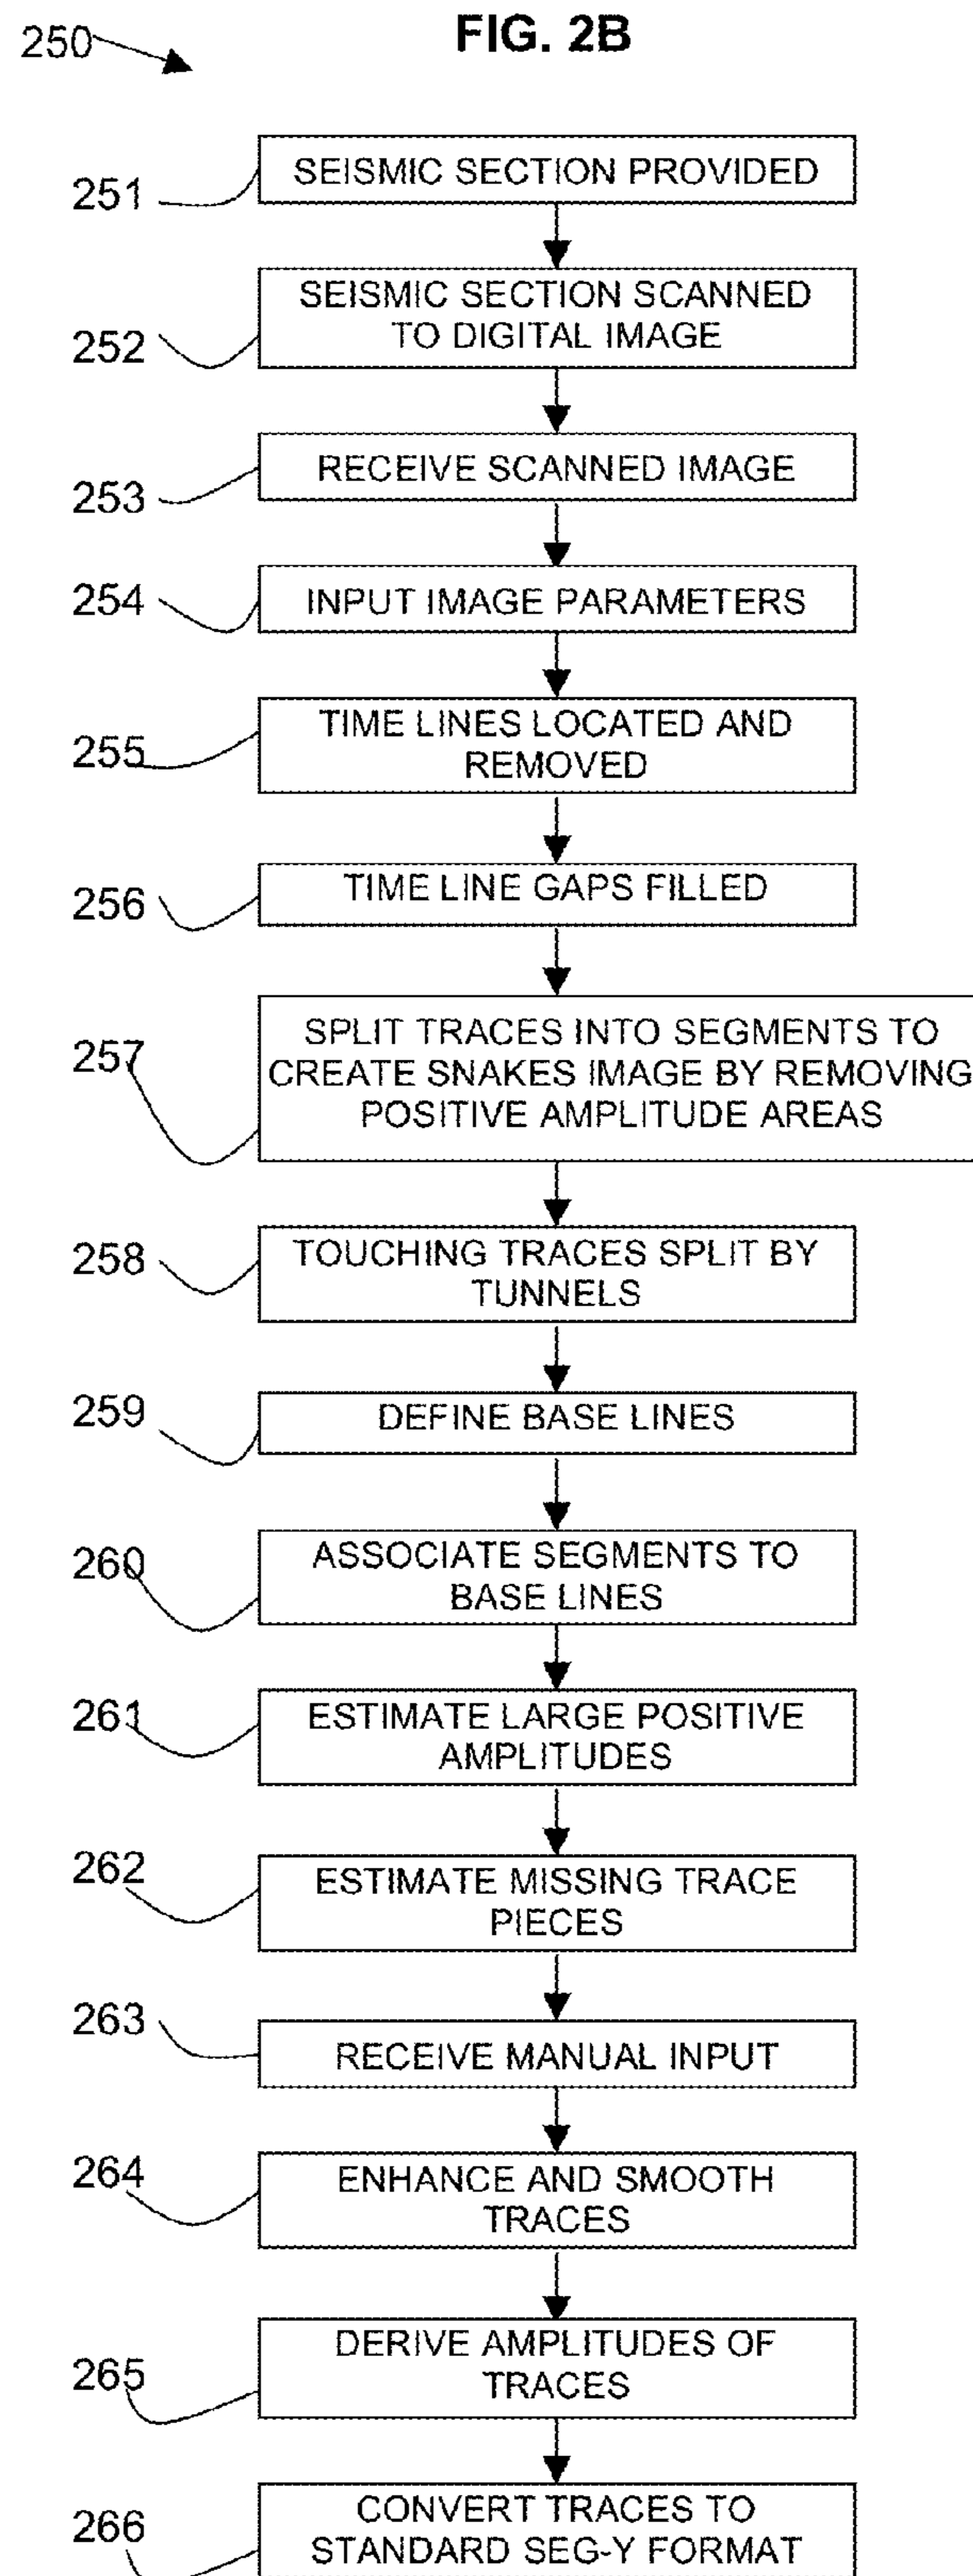 250
FIG. 2B
251
SEISMIC SECTION PROVIDED
252
SEISMIC SECTION SCANNED
TO DIGITAL IMAGE
253
RECEIVE SCANNED IMAGE
254
INPUT IMAGE PARAMETERS
255
TIME LINES LOCATED AND
REMOVED
256
TIME LINE GAPS FILLED
257
SPLIT TRACES INTO SEGMENTS TO
CREATE SNAKES IMAGE BY REMOVING
POSITIVE AMPLITUDE AREAS
258
TOUCHING TRACES SPLIT BY
TUNNELS
259
DEFINE BASE LINES
260
ASSOCIATE SEGMENTS TO
BASE LINES
261
ESTIMATE LARGE POSITIVE
AMPLITUDES
262
ESTIMATE MISSING TRACE
PIECES
263
RECEIVE MANUAL INPUT
264
ENHANCE AND SMOOTH
TRACES
265
DERIVE AMPLITUDES OF
TRACES
266
CONVERT TRACES TO
STANDARD SEG-Y FORMAT